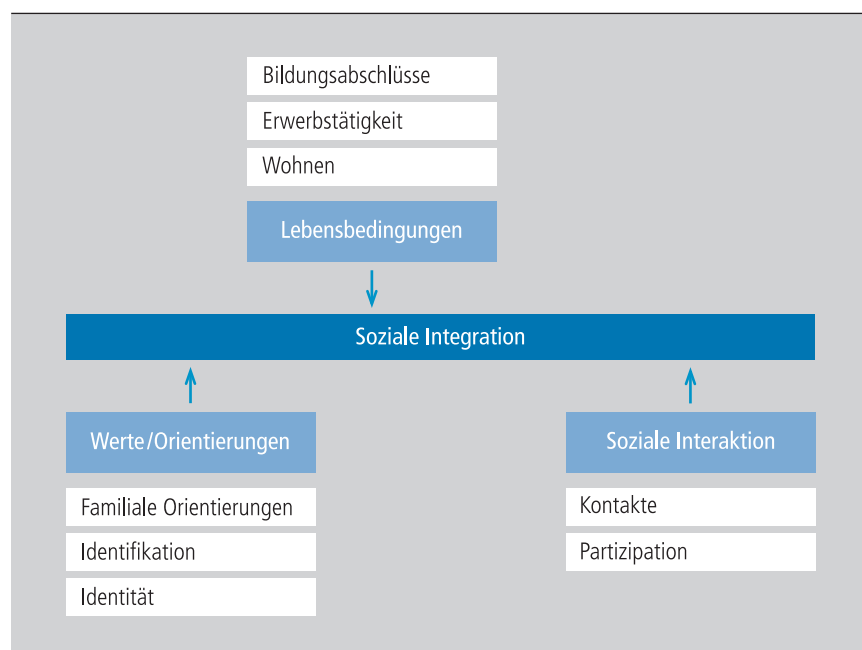 Bildungsabschlüsse
Erwerbstätigkeit
Wohnen
Lebensbedingungen
Soziale Integration
Werte/Orientierungen
Familiale Orientierungen
Identifikation
Identität
Soziale Interaktion
Kontakte
Partizipation